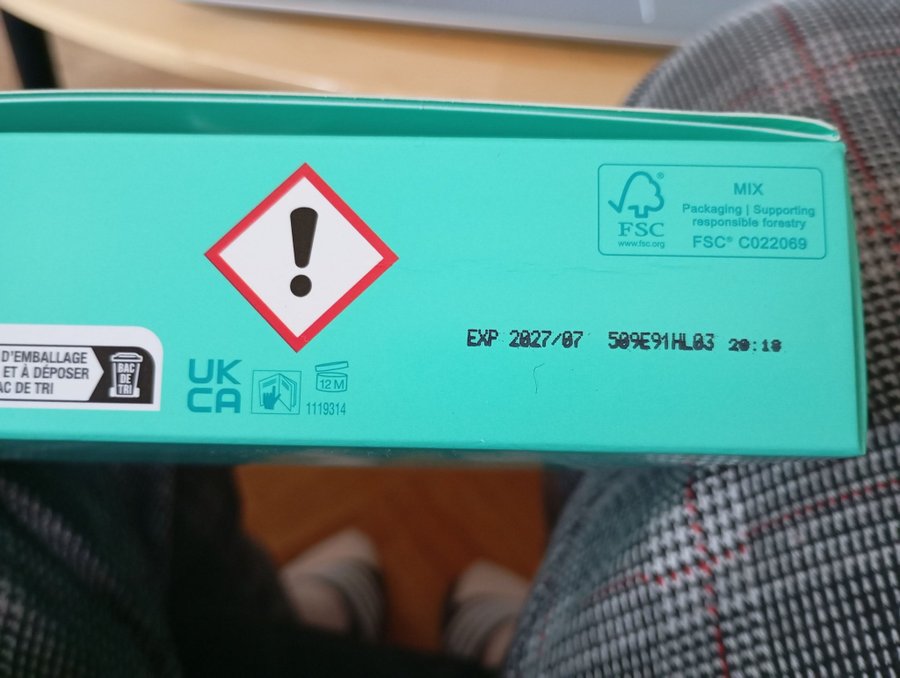 MIX
Packaging | Supporting
responsible forestry
FSC® C022069
FSC
www.fsc.org
EXP 2027/07 509E91HL03 20:18
D'EMBALLAGE
ET À DÉPOSER
AC DE TRI
BAC
DE
TRI
UK
CA
12 M
1119314